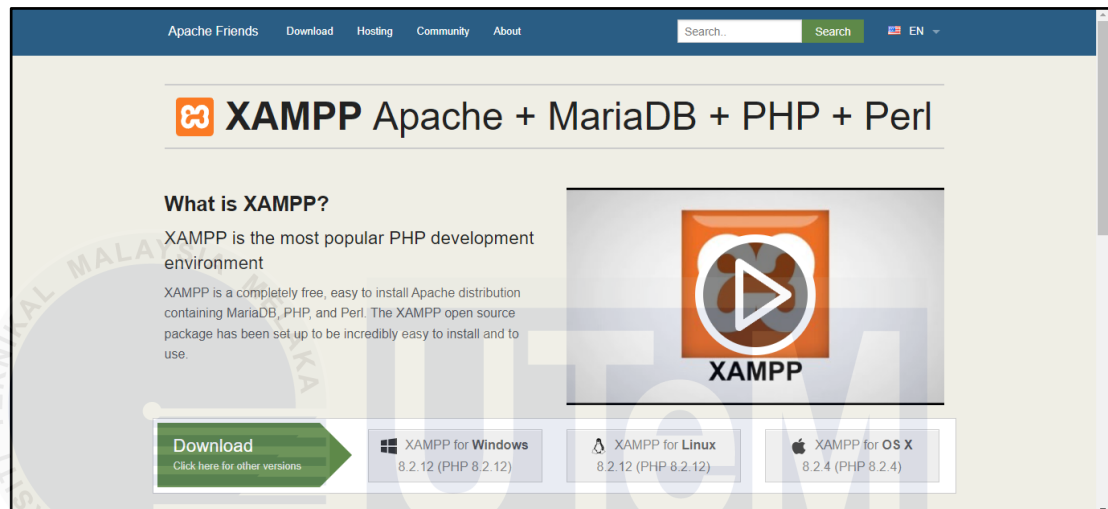 Apache Friends Download Hosting Community About Search.. Search EN
XAMPP Apache + MariaDB + PHP + Perl
What is XAMPP?
XAMPP is the most popular PHP development
environment
XAMPP is a completely free, easy to install Apache distribution
containing MariaDB, PHP, and Perl. The XAMPP open source
package has been set up to be incredibly easy to install and to
use.
XAMPP
Download
Click here for other versions
XAMPP for Windows
8.2.12 (PHP 8.2.12)
XAMPP for Linux
8.2.12 (PHP 8.2.12)
XAMPP for OS X
8.2.4 (PHP 8.2.4)
MALAYSIA MELAKA
UTeM